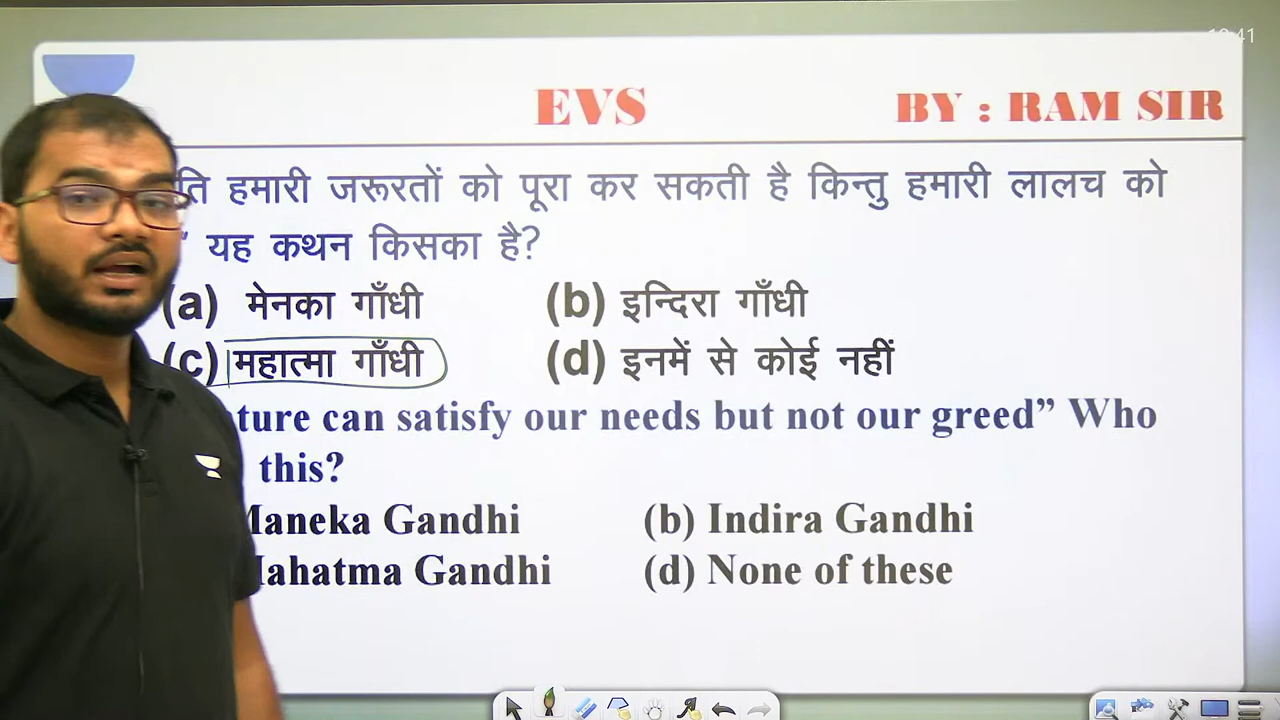 12:41
EVS
BY : RAM SIR
हमारी जरूरतों को पूरा कर सकती है किन्तु हमारी लालच को
यह कथन किसका है?
(a) मेनका गाँधी
(b) इन्दिरा गाँधी
(c) महात्मा गाँधी
(d) इनमें से कोई नहीं
can satisfy our needs but not our greed” Who
this?
Maneka Gandhi
(b) Indira Gandhi
Mahatma Gandhi
(d) None of these